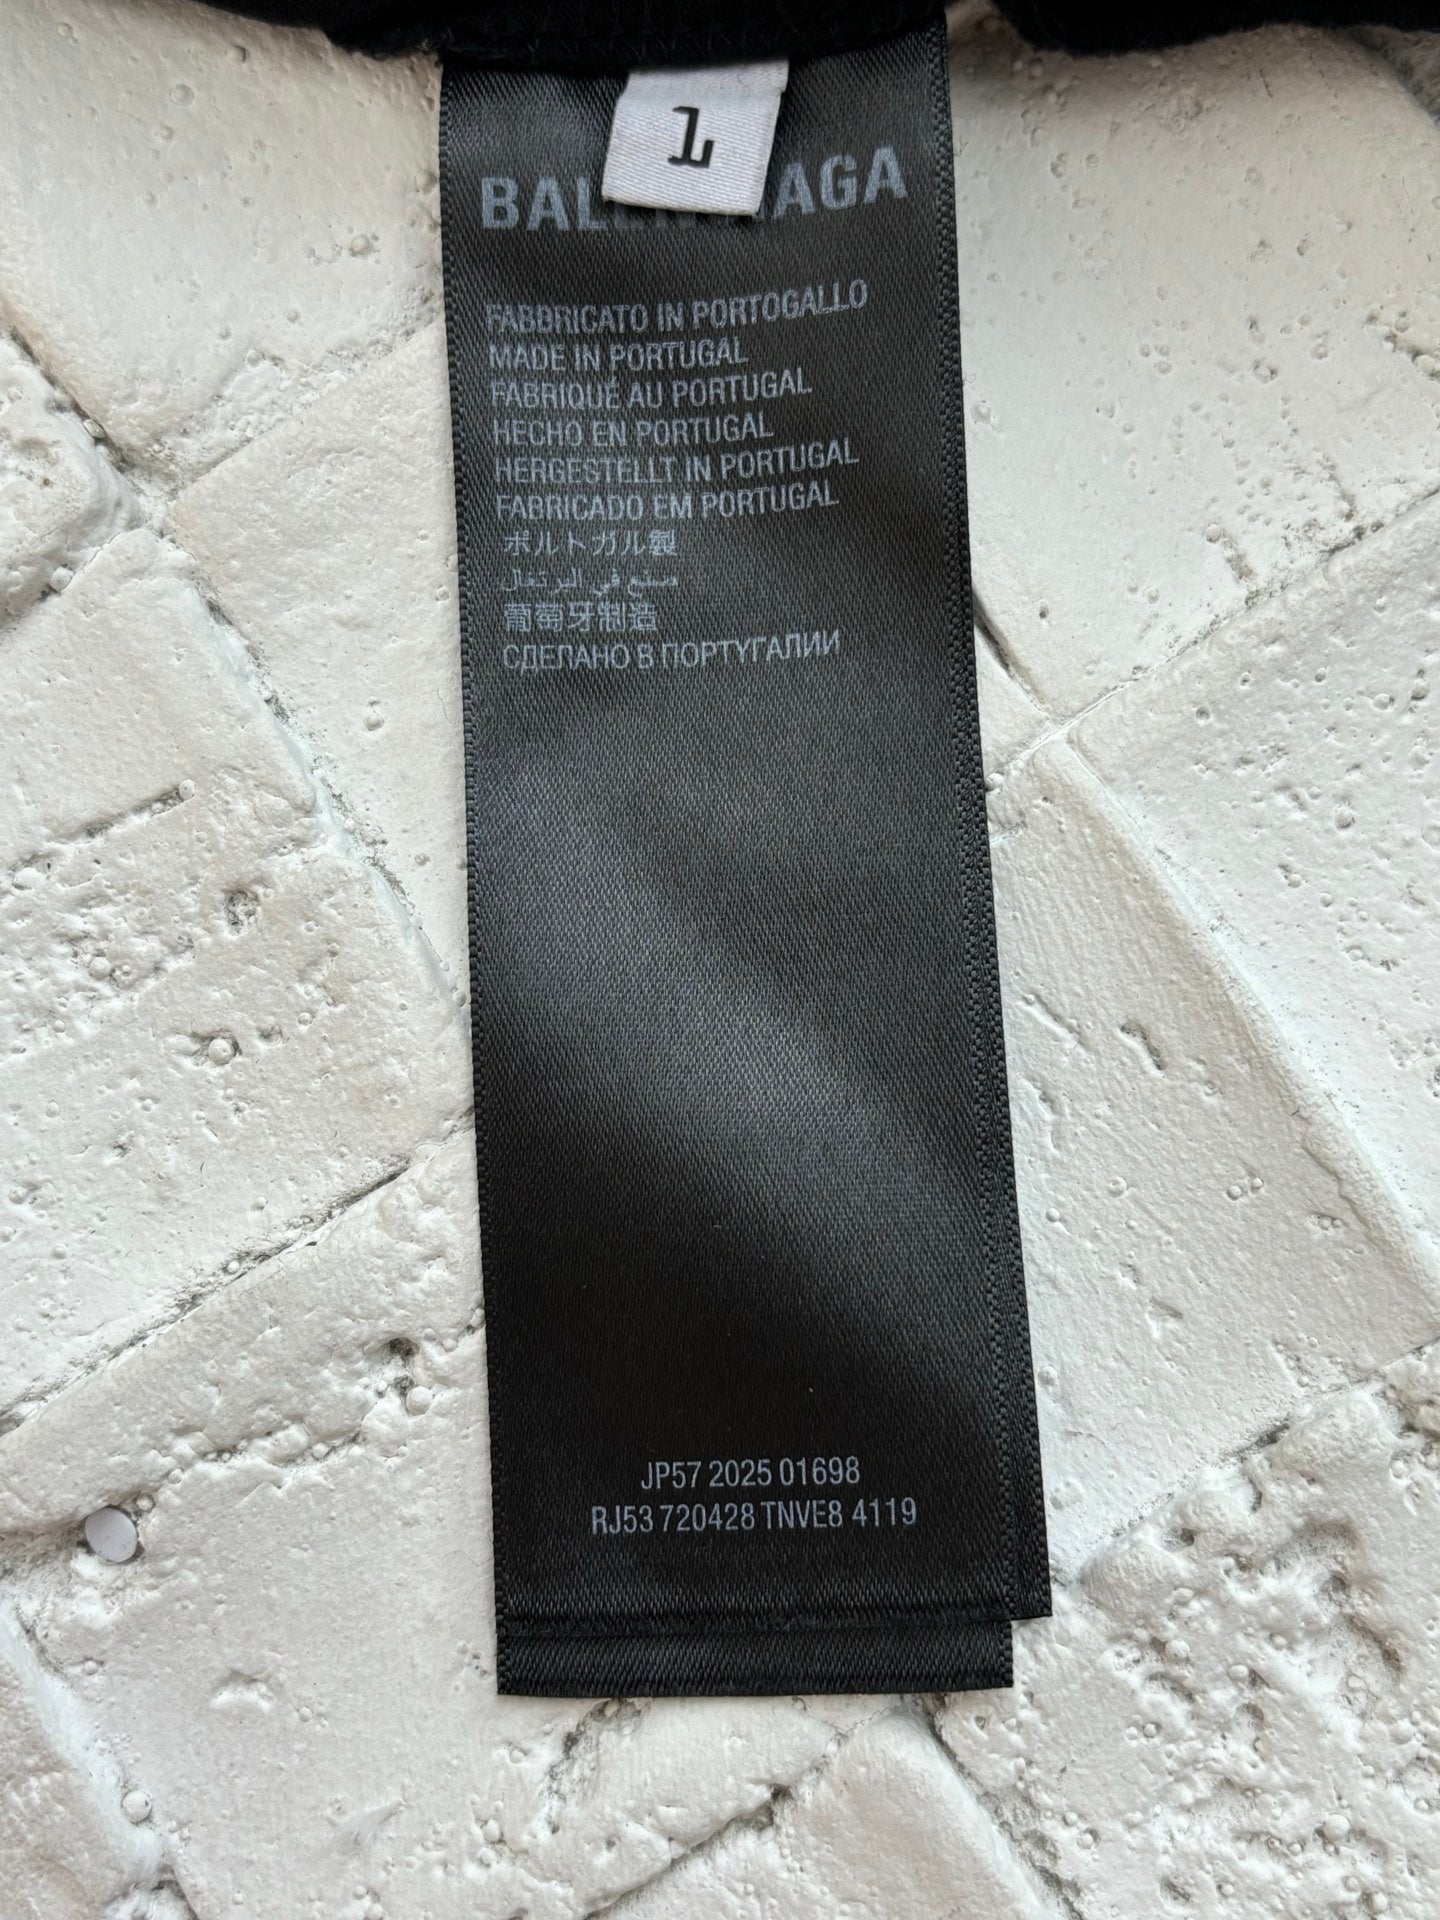 1
BALENCIAGA
FABBRICATO IN PORTOGALLO
MADE IN PORTUGAL
FABRIQUÉ AU PORTUGAL
HECHO EN PORTUGAL
HERGESTELLT IN PORTUGAL
FABRICADO EM PORTUGAL
ポルトガル製
صنع في البرتغال
葡萄牙制造
СДЕЛАНО В ПОРТУГАЛИИ
JP57 2025 01698
RJ53 720428 TNVE8 4119